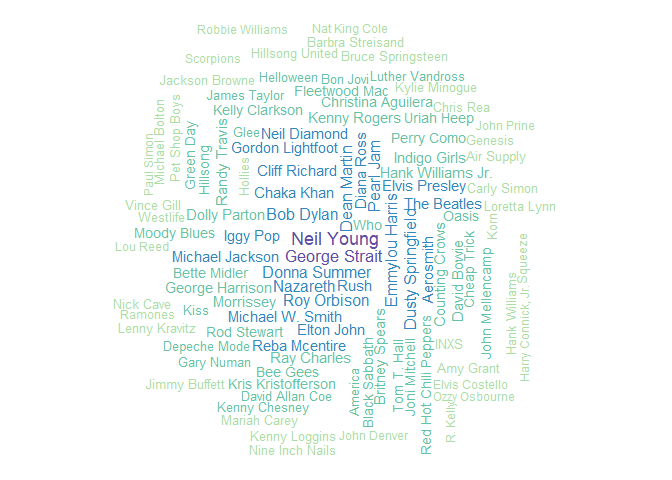 Robbie Williams
Nat King Cole
Barbra Streisand
Hillsong United
Bruce Springsteen
Scorpions
Helloween
Bon Jovi
Luther Vandross
Jackson Browne
Fleetwood Mac
Kylie Minogue
James Taylor
Christina Aguilera
Chris Rea
Kelly Clarkson
Kenny Rogers
Uriah Heep
John Prine
Glee
Neil Diamond
Perry Como
Genesis
Gordon Lightfoot
Indigo Girls
Air Supply
Paul Simon
Michael Bolton
Pet Shop Boys
Green Day
Hillsong
Randy Travis
Hollies
Cliff Richard
Dean Martin
Diana Ross
Pearl Jam
Hank Williams Jr.
Chaka Khan
Elvis Presley
Carly Simon
Vince Gill
The Beatles
Loretta Lynn
Westlife
Dolly Parton
Bob Dylan
Who
Oasis
Korn
Moody Blues
Iggy Pop
Neil Young
Lou Reed
Michael Jackson
George Strait
Emmylou Harris
Dusty Springfield
Aerosmith
Counting Crows
David Bowie
Cheap Trick
John Mellencamp
Hank Williams
Harry Connick, Jr.
Squeeze
Bette Midler
Donna Summer
George Harrison
Nazareth
Rush
Nick Cave
Morrissey
Roy Orbison
Ramones
Kiss
Michael W. Smith
Lenny Kravitz
Rod Stewart
Elton John
Depeche Mode
Reba Mcentire
INXS
Gary Numan
Ray Charles
Bee Gees
America
Black Sabbath
Britney Spears
Tom T. Hall
Joni Mitchell
Red Hot Chili Peppers
R. Kelly
Amy Grant
Jimmy Buffett
Kris Kristofferson
Elvis Costello
David Allan Coe
Ozzy Osbourne
Kenny Chesney
Mariah Carey
Kenny Loggins
John Denver
Nine Inch Nails